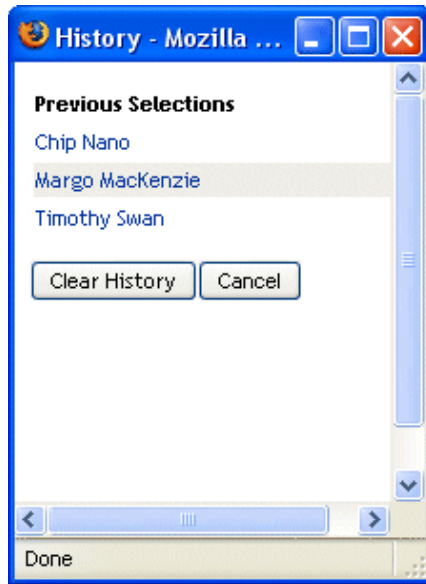 History - Mozilla ...
Previous Selections
Chip Nano
Margo MacKenzie
Timothy Swan
Clear History Cancel
Done